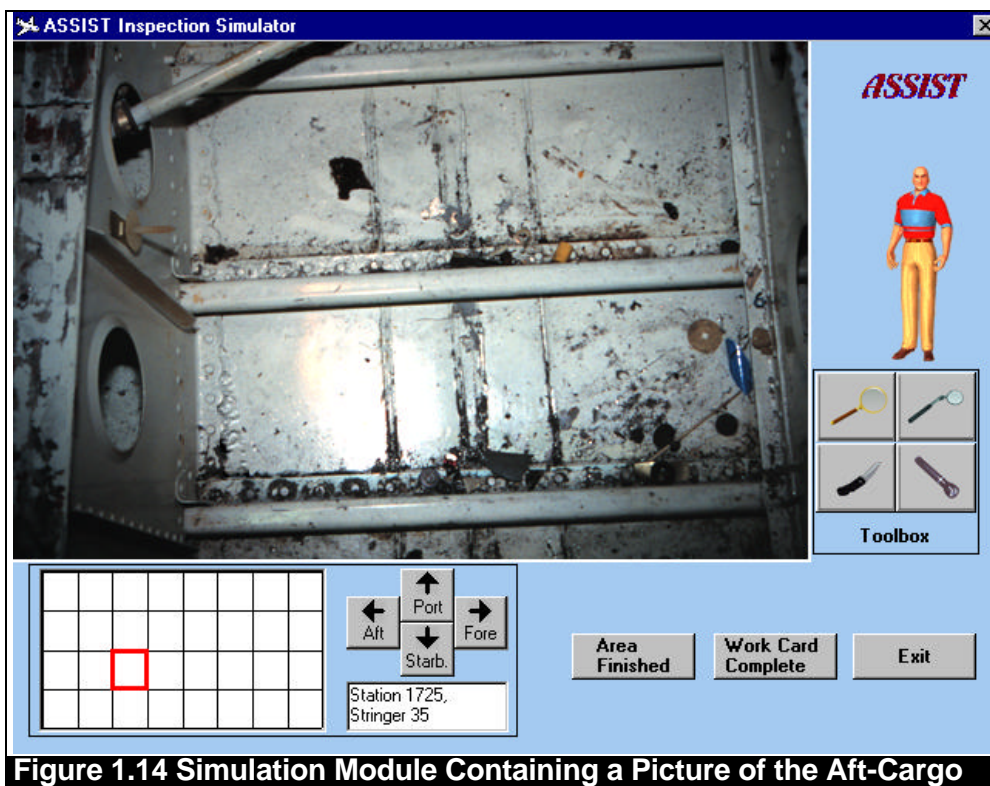 ASSIST Inspection Simulator
ASSIST
6
Toolbox
Port
Aft
Fore
Starb.
Station 1725,
Stringer 35
Area
Finished
Work Card
Complete
Exit
Figure 1.14 Simulation Module Containing a Picture of the Aft-Cargo